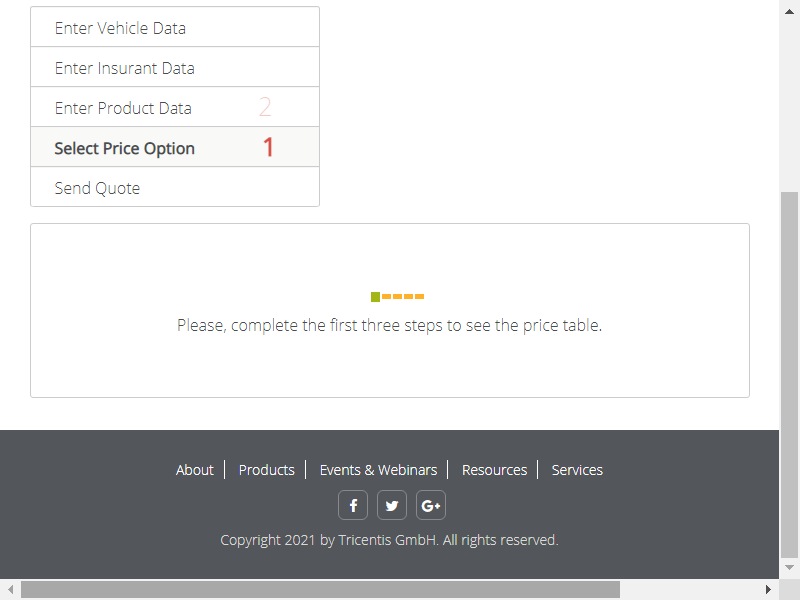 Enter Vehicle Data
Enter Insurant Data
Enter Product Data 2
Select Price Option 1
Send Quote
Please, complete the first three steps to see the price table.
About Products Events & Webinars Resources Services
f G+
Copyright 2021 by Tricentis GmbH. All rights reserved.